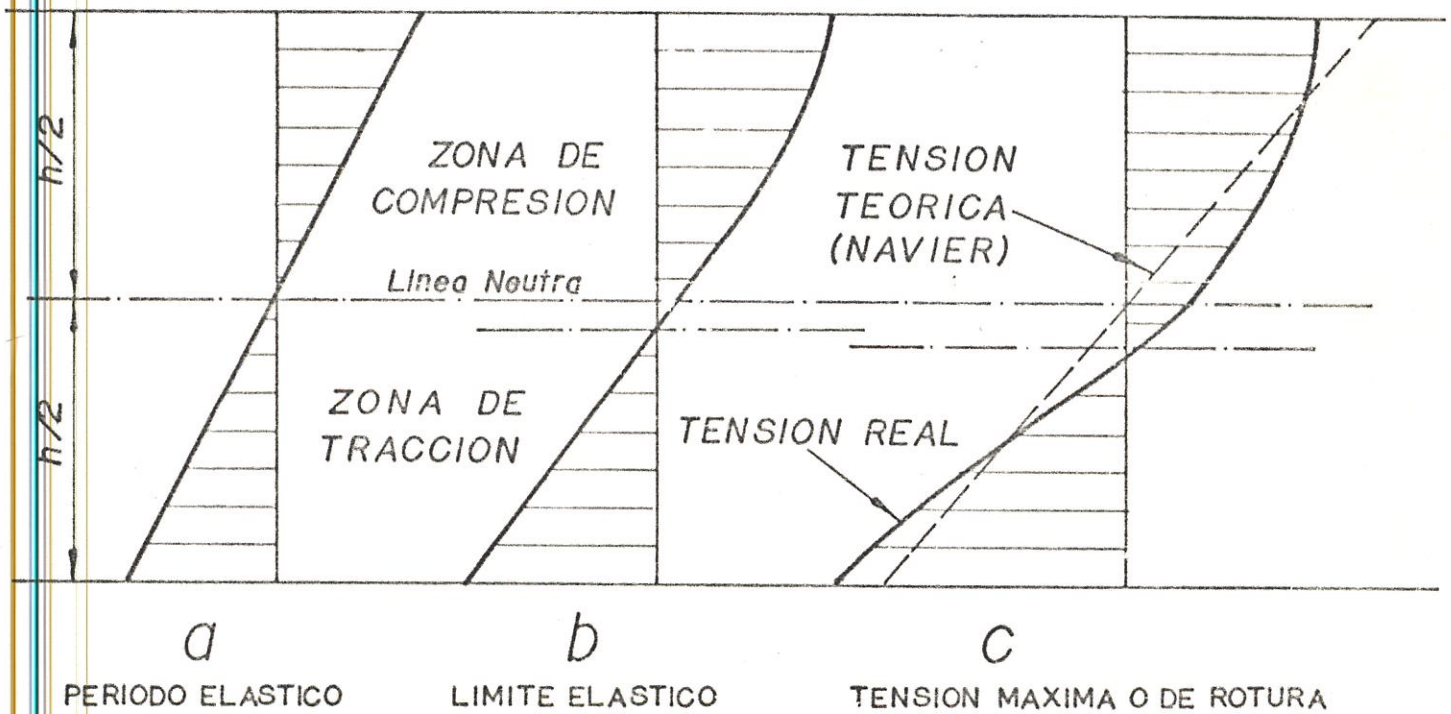 h/2
h/2
ZONA DE
COMPRESION
Linea Neutra
ZONA DE
TRACCION
TENSION
TEORICA
(NAVIER)
TENSION REAL
a
b
c
PERIODO ELASTICO
LIMITE ELASTICO
TENSION MAXIMA O DE ROTURA